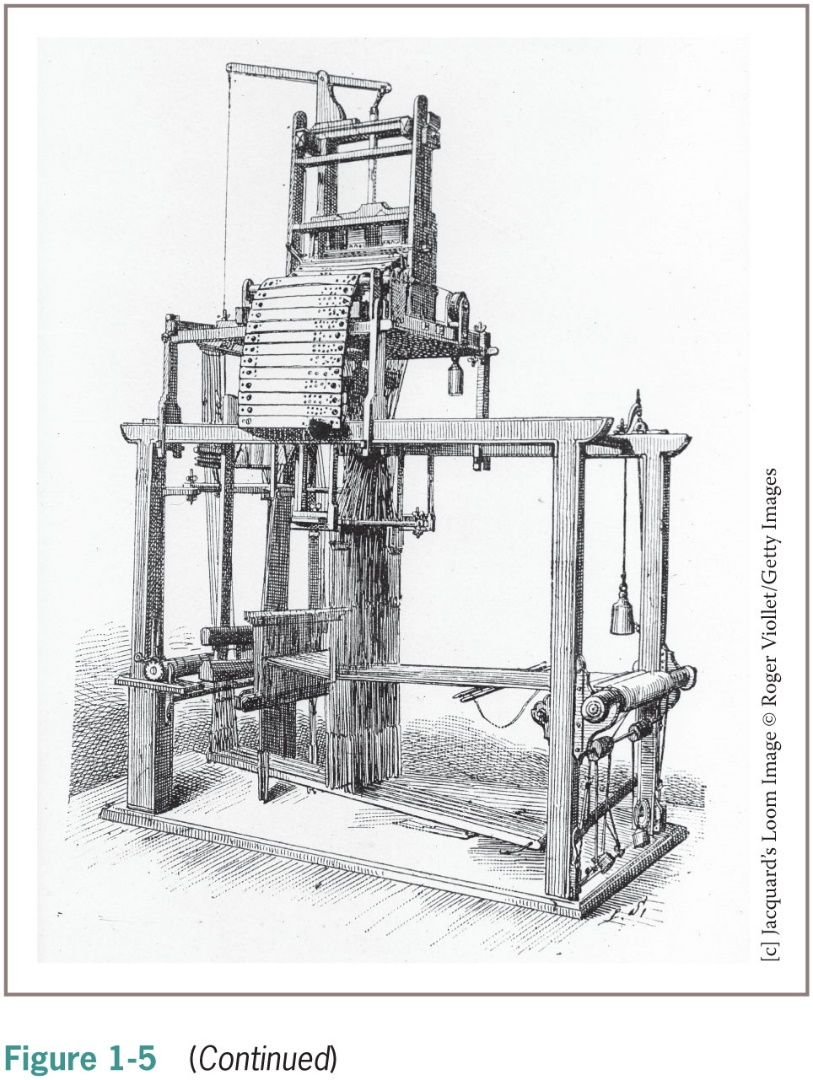 [c] Jacquard's Loom Image © Roger Viollet/Getty Images
Figure 1-5 (Continued)